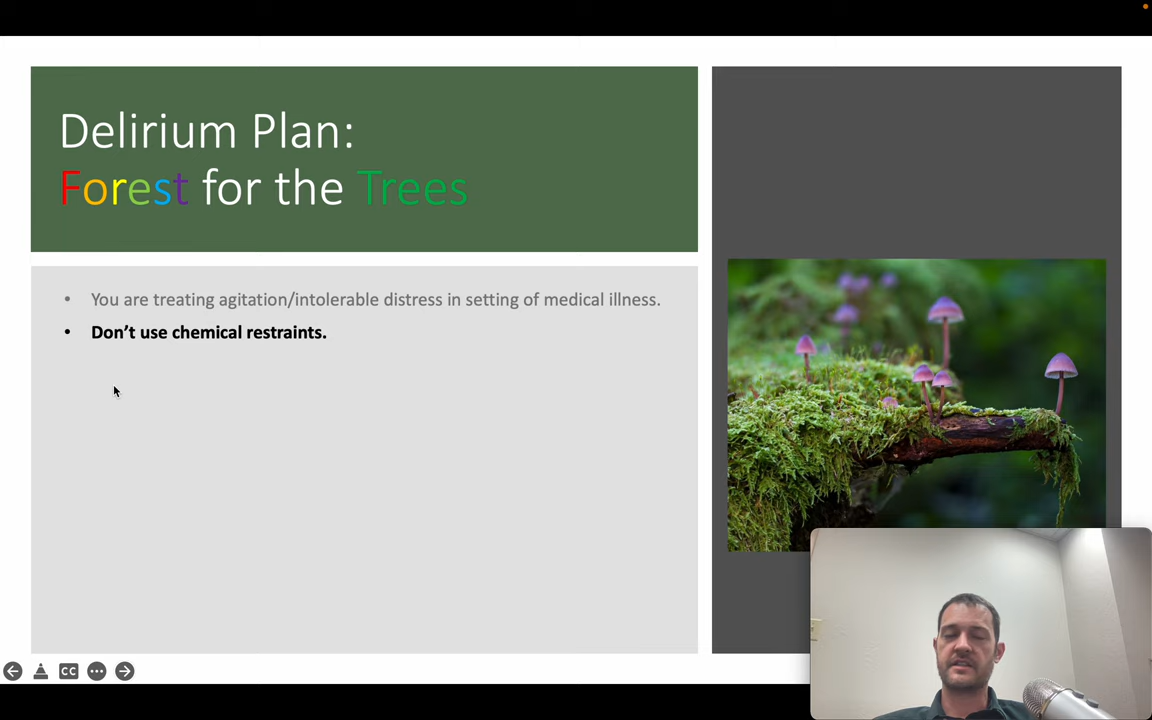 Delirium Plan:
Forest for the Trees
• You are treating agitation/intolerable distress in setting of medical illness.
• Don’t use chemical restraints.
CC